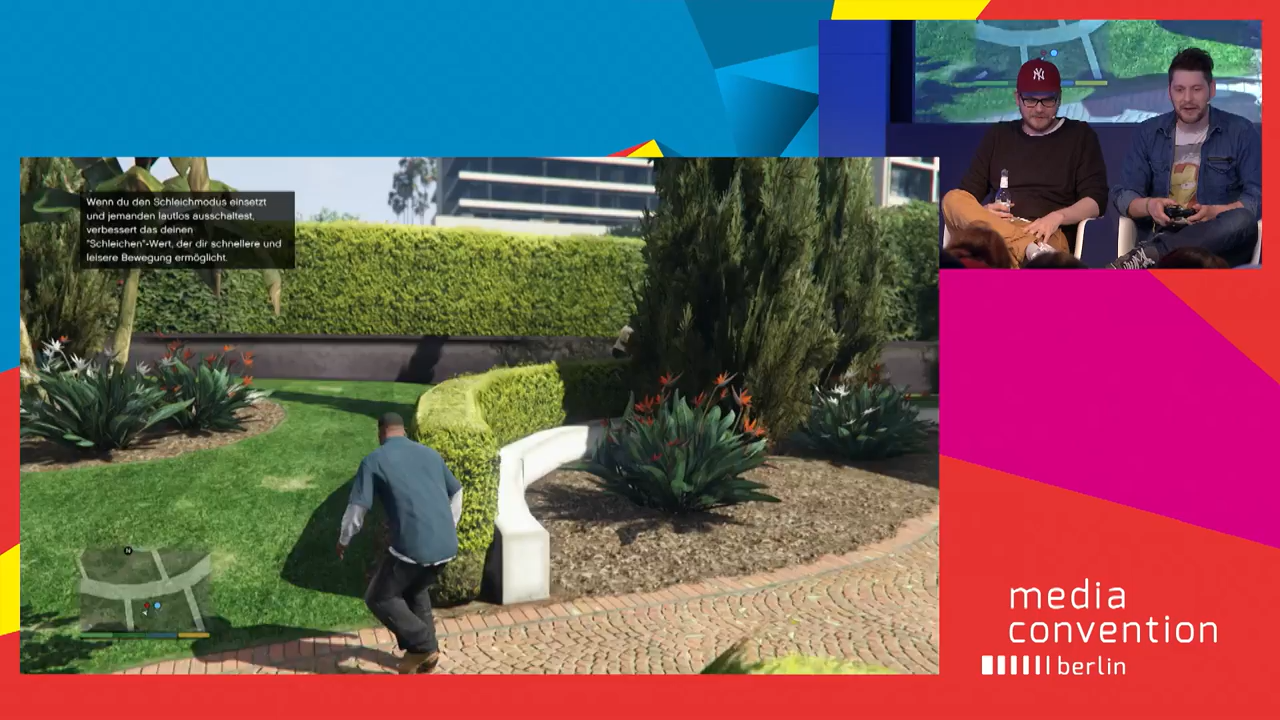 Wenn du den Schleichmodus einsetzt
und jemanden lautlos ausschaltest,
verbessert das deinen
"Schleichen"-Wert, der dir schnellere und
leisere Bewegung ermöglicht.
N
NY
media
convention
berlin